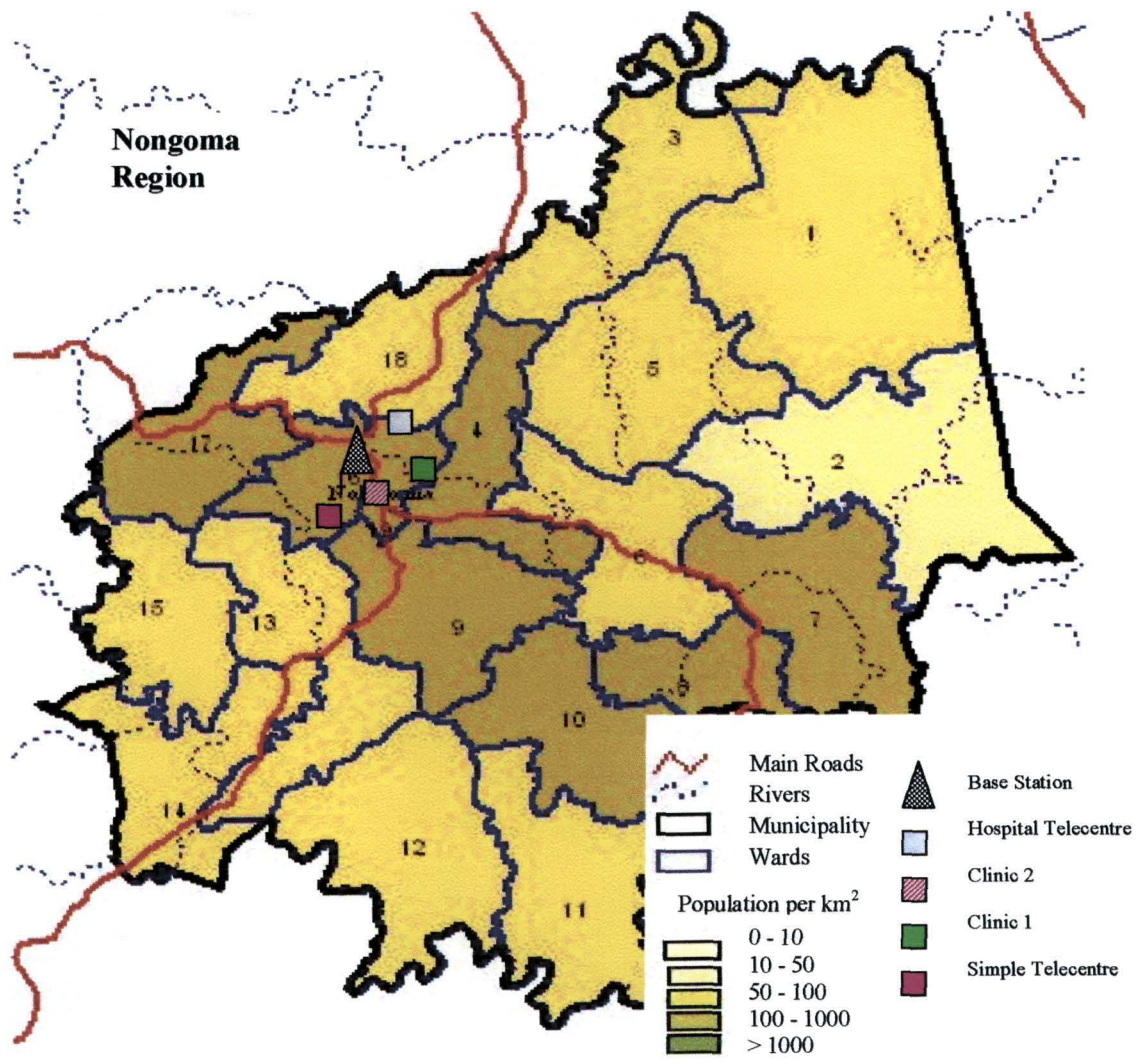 Nongoma
Region
3
1
18
5
4
17
2
6
15
13
9
7
10
14
12
11
Main Roads
Rivers
Municipality
Wards
Population per km²
0 - 10
10 - 50
50 - 100
100 - 1000
> 1000
Base Station
Hospital Telecentre
Clinic 2
Clinic 1
Simple Telecentre